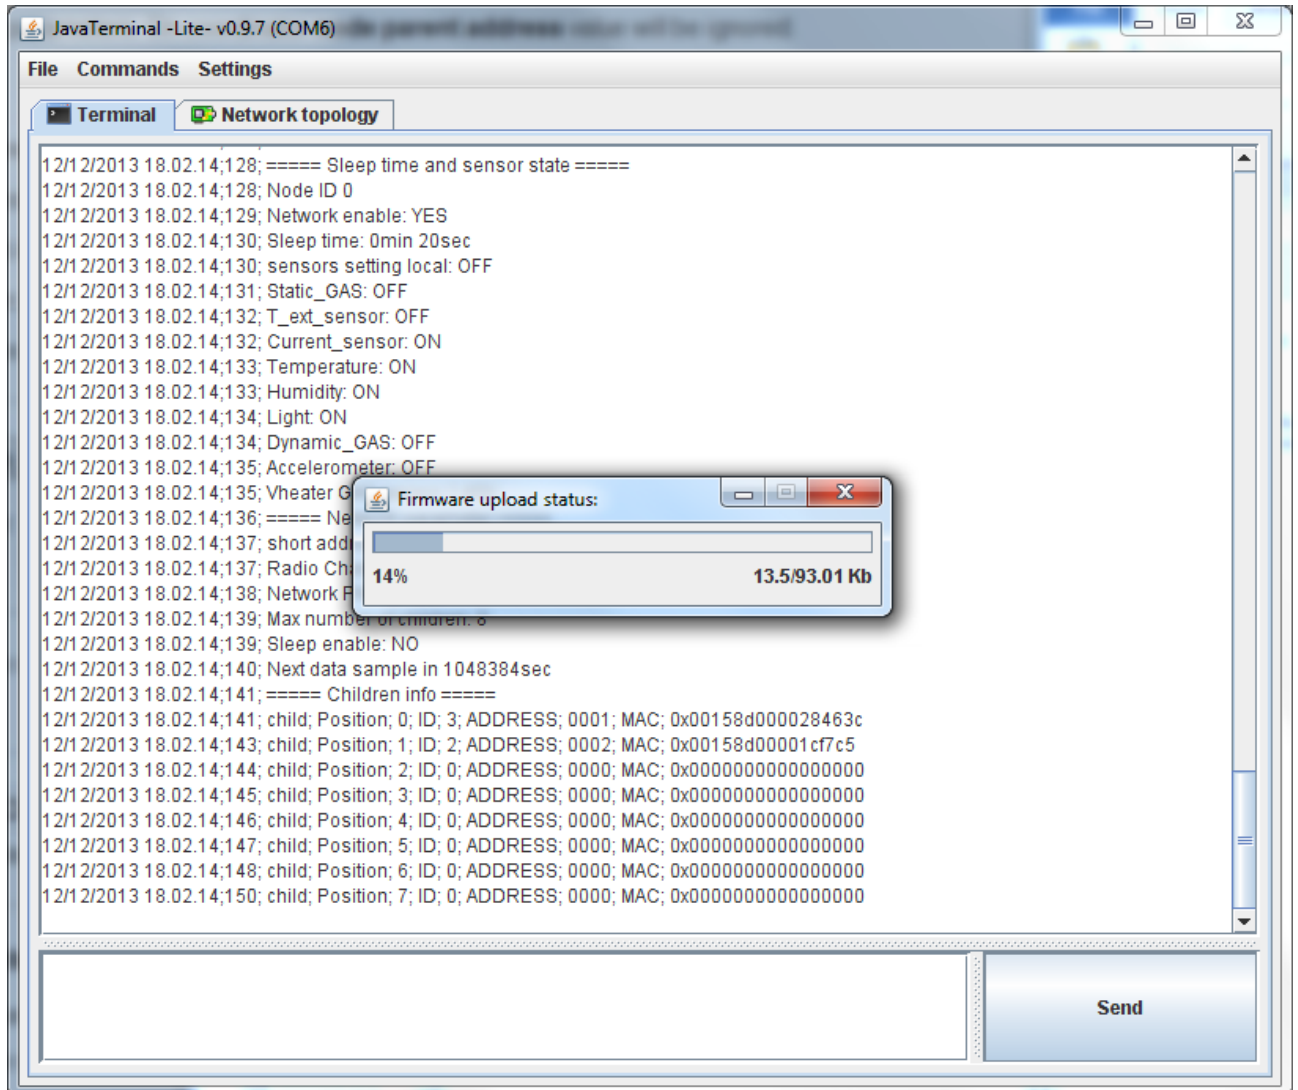 JavaTerminal -Lite- v0.9.7 (COM6)
File Commands Settings
Terminal Network topology
12/12/2013 18.02.14;128; ===== Sleep time and sensor state =====
12/12/2013 18.02.14;128; Node ID 0
12/12/2013 18.02.14;129; Network enable: YES
12/12/2013 18.02.14;130; Sleep time: 0min 20sec
12/12/2013 18.02.14;130; sensors setting local: OFF
12/12/2013 18.02.14;131; Static_GAS: OFF
12/12/2013 18.02.14;132; T_ext_sensor: OFF
12/12/2013 18.02.14;132; Current_sensor: ON
12/12/2013 18.02.14;133; Temperature: ON
12/12/2013 18.02.14;133; Humidity: ON
12/12/2013 18.02.14;134; Light: ON
12/12/2013 18.02.14;134; Dynamic_GAS: OFF
12/12/2013 18.02.14;135; Accelerometer: OFF
12/12/2013 18.02.14;135; Vheater G
12/12/2013 18.02.14;136; ===== Ne
12/12/2013 18.02.14;137; short add
12/12/2013 18.02.14;137; Radio Ch
12/12/2013 18.02.14;138; Network P
12/12/2013 18.02.14;139; Max number of children: 8
12/12/2013 18.02.14;139; Sleep enable: NO
12/12/2013 18.02.14;140; Next data sample in 1048384sec
12/12/2013 18.02.14;141; ===== Children info =====
12/12/2013 18.02.14;141; child; Position; 0; ID; 3; ADDRESS; 0001; MAC; 0x00158d000028463c
12/12/2013 18.02.14;143; child; Position; 1; ID; 2; ADDRESS; 0002; MAC; 0x00158d00001cf7c5
12/12/2013 18.02.14;144; child; Position; 2; ID; 0; ADDRESS; 0000; MAC; 0x0000000000000000
12/12/2013 18.02.14;145; child; Position; 3; ID; 0; ADDRESS; 0000; MAC; 0x0000000000000000
12/12/2013 18.02.14;146; child; Position; 4; ID; 0; ADDRESS; 0000; MAC; 0x0000000000000000
12/12/2013 18.02.14;147; child; Position; 5; ID; 0; ADDRESS; 0000; MAC; 0x0000000000000000
12/12/2013 18.02.14;148; child; Position; 6; ID; 0; ADDRESS; 0000; MAC; 0x0000000000000000
12/12/2013 18.02.14;150; child; Position; 7; ID; 0; ADDRESS; 0000; MAC; 0x0000000000000000
Firmware upload status:
14% 13.5/93.01 Kb
Send